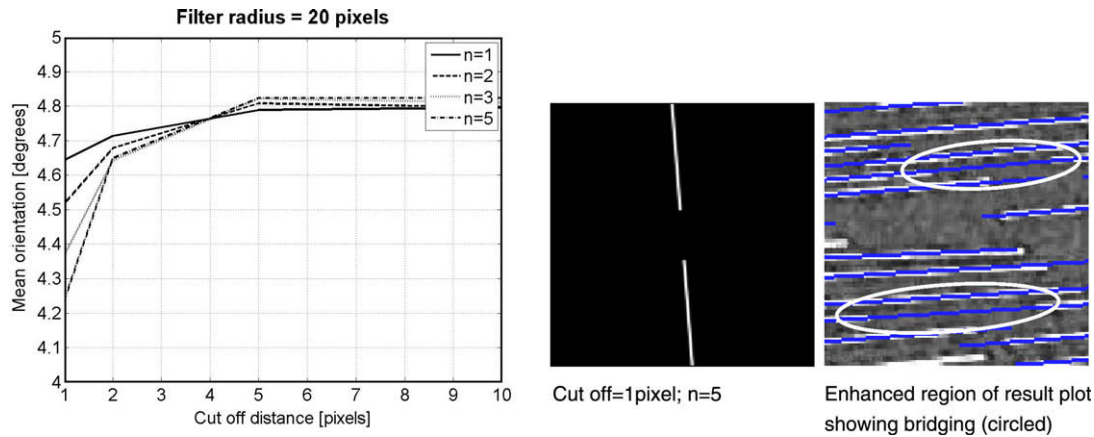 Filter radius = 20 pixels
5
4.9
4.8
4.7
4.6
4.5
4.4
4.3
4.2
4.1
4
Mean orientation [degrees]
n=1
n=2
n=3
n=5
1 2 3 4 5 6 7 8 9 10
Cut off distance [pixels]
Cut off=1pixel; n=5
Enhanced region of result plot
showing bridging (circled)